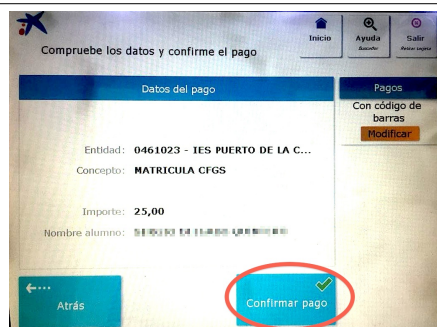 Compruebe los datos y confirme el pago
Inicio
Ayuda
Buscador
Salir
Datos del pago
Entidad: 0461023 - IES PUERTO DE LA C...
Concepto: MATRICULA CFGS
Importe: 25,00
Nombre alumno:
Pagos
Con código de
barras
Modificar
Atrás
Confirmar pago